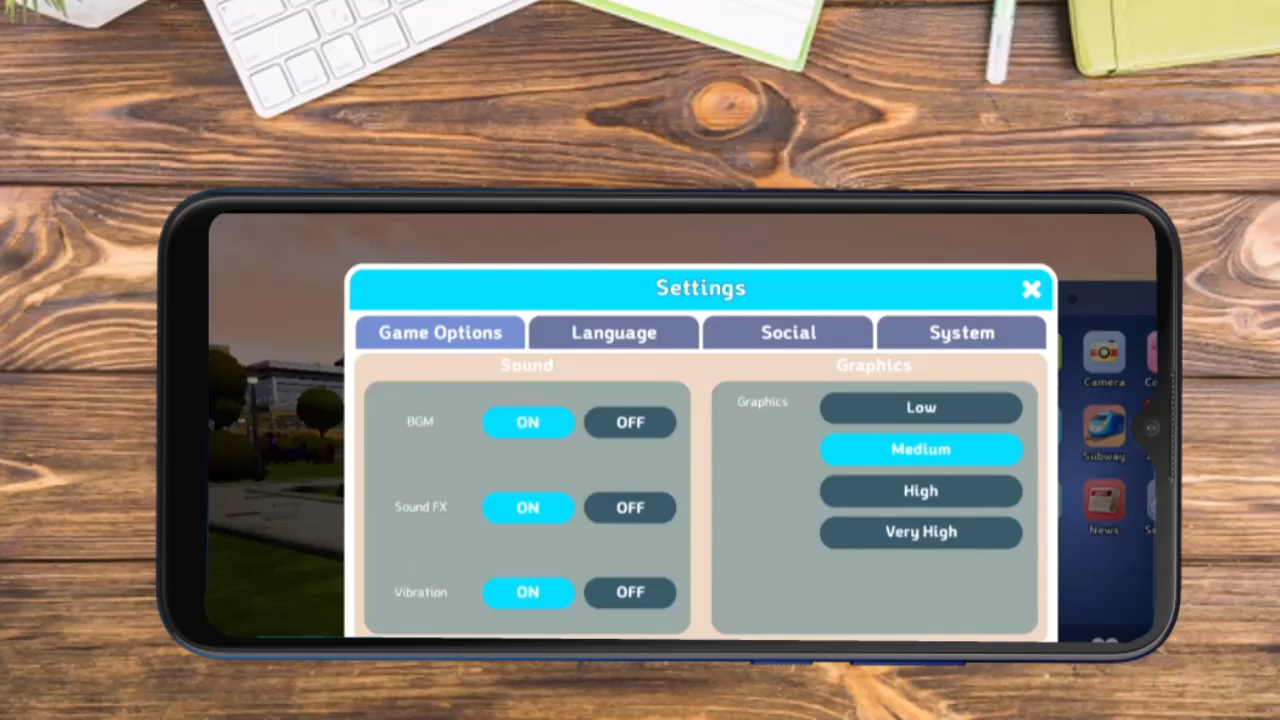 Settings
Game Options
Language
Social
System
Sound
Graphics
BGM
ON
OFF
Graphics
Low
Medium
High
Very High
Sound FX
ON
OFF
Vibration
ON
OFF
Camera
Subway
News